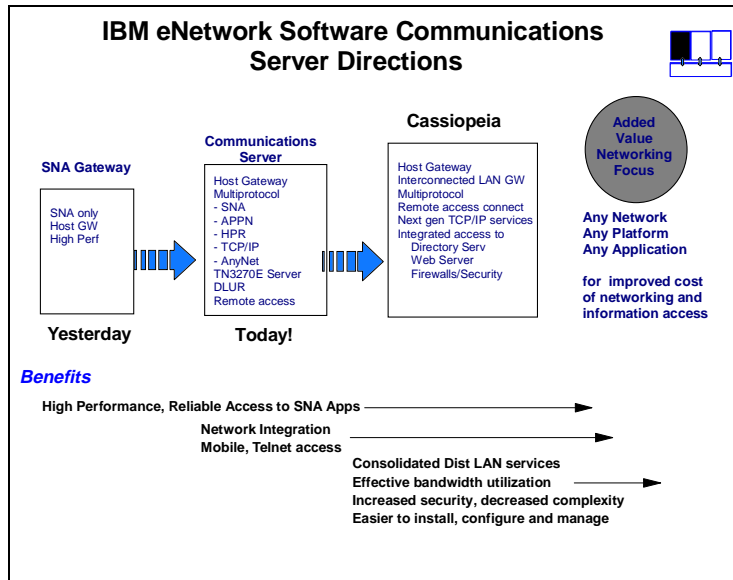 IBM eNetwork Software Communications
Server Directions
SNA Gateway
SNA only
Host GW
High Perf
Yesterday
Communications
Server
Host Gateway
Multiprotocol
- SNA
- APPN
- HPR
- TCP/IP
- AnyNet
TN3270E Server
DLUR
Remote access
Today!
Cassiopeia
Host Gateway
Interconnected LAN GW
Multiprotocol
Remote access connect
Next gen TCP/IP services
Integrated access to
Directory Serv
Web Server
Firewalls/Security
Added
Value
Networking
Focus
Any Network
Any Platform
Any Application
for improved cost
of networking and
information access
Benefits
High Performance, Reliable Access to SNA Apps
Network Integration
Mobile, Telnet access
Consolidated Dist LAN services
Effective bandwidth utilization
Increased security, decreased complexity
Easier to install, configure and manage